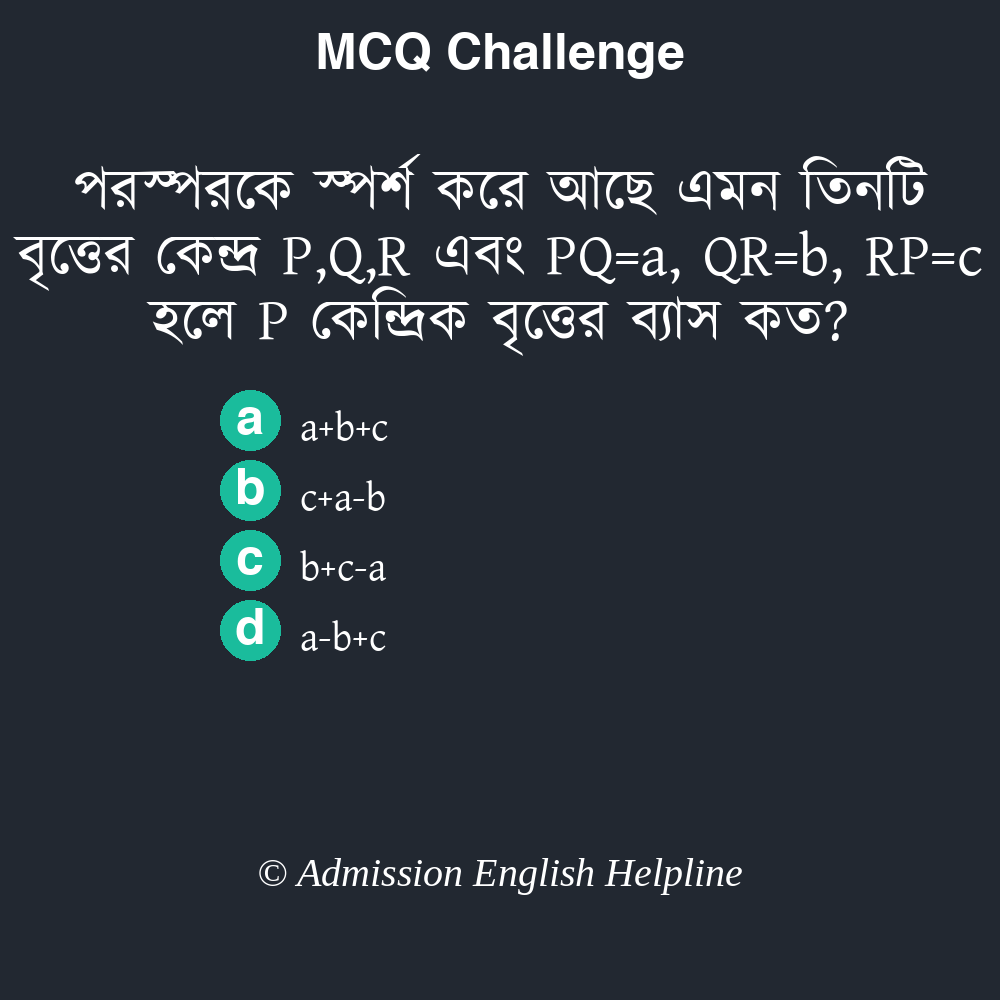 MCQ Challenge
পরস্পরকে স্পর্শ করে আছে এমন তিনটি
বৃত্তের কেন্দ্র P,Q,R এবং PQ=a, QR=b, RP=c
হলে P কেন্দ্রিক বৃত্তের ব্যাস কত?
a a+b+c
b c+a-b
c b+c-a
d a-b+c
© Admission English Helpline